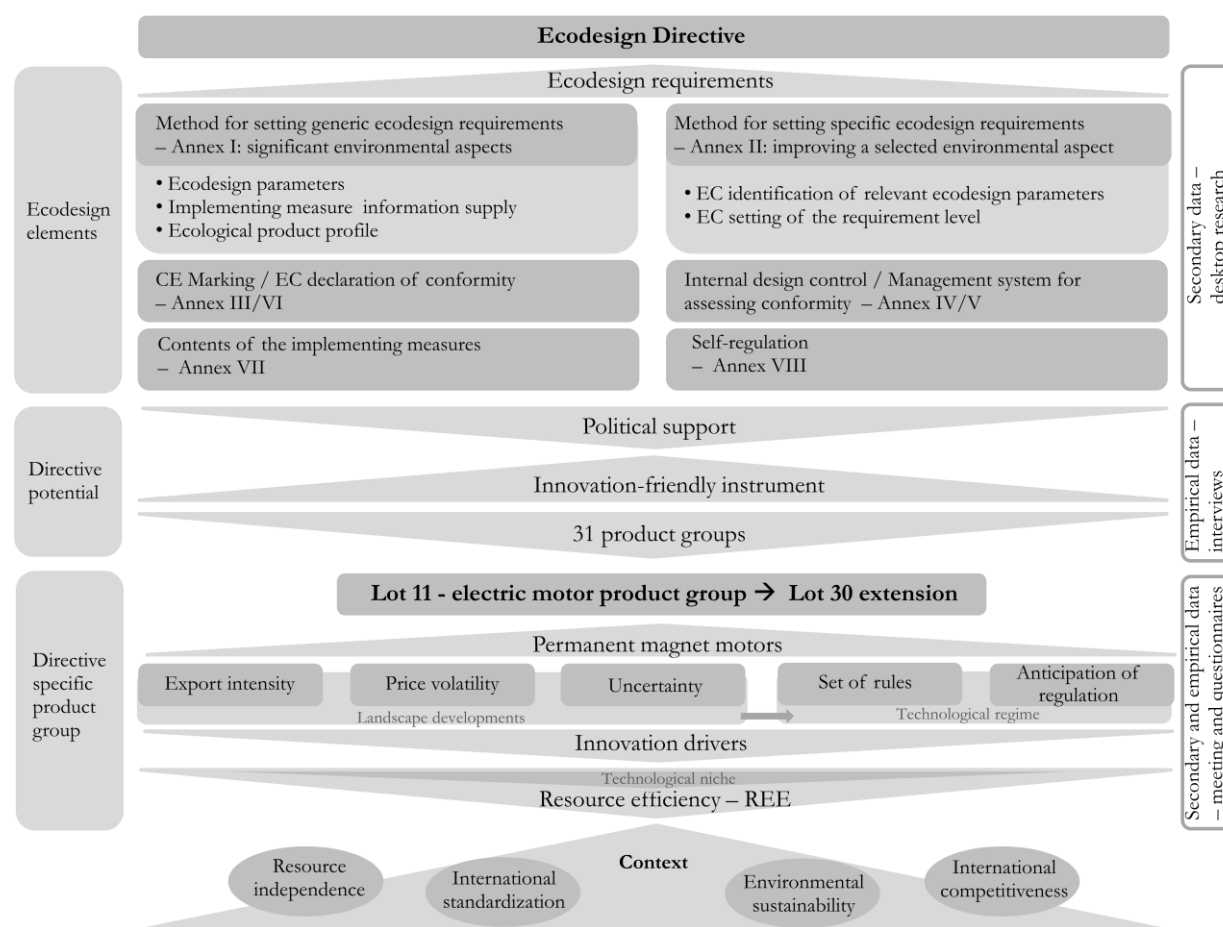 Ecodesign Directive
Ecodesign requirements
Ecodesign
elements
Method for setting generic ecodesign requirements
– Annex I: significant environmental aspects
• Ecodesign parameters
• Implementing measure information supply
• Ecological product profile
Method for setting specific ecodesign requirements
– Annex II: improving a selected environmental aspect
• EC identification of relevant ecodesign parameters
• EC setting of the requirement level
CE Marking / EC declaration of conformity
– Annex III/VI
Internal design control / Management system for
assessing conformity – Annex IV/V
Contents of the implementing measures
– Annex VII
Self-regulation
– Annex VIII
Secondary data –
desktop research
Directive
potential
Political support
Innovation-friendly instrument
31 product groups
Empirical data –
interviews
Directive
specific
product
group
Lot 11 - electric motor product group → Lot 30 extension
Permanent magnet motors
Export intensity
Price volatility
Uncertainty
Set of rules
Anticipation of
regulation
Landscape developments
Technological regime
Innovation drivers
Technological niche
Resource efficiency – REE
Secondary and empirical data
– meeting and questionnaires
Context
Resource
independence
International
standardization
Environmental
sustainability
International
competitiveness